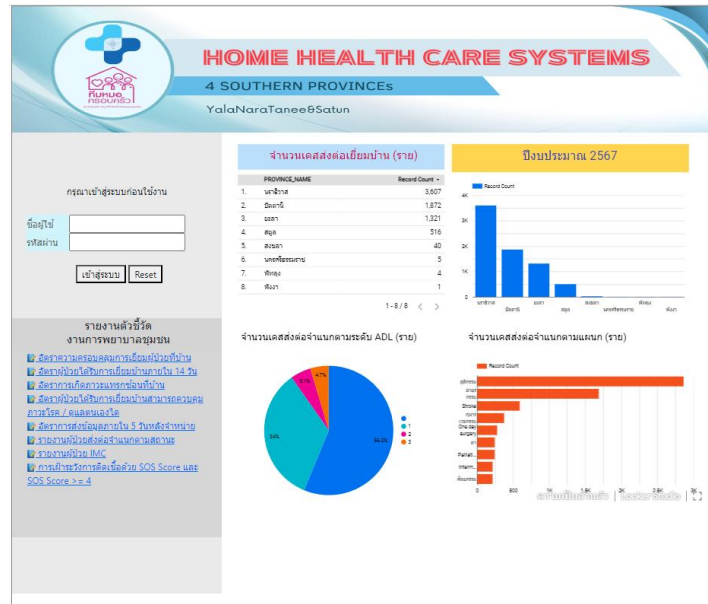 HOME HEALTH CARE SYSTEMS
4 SOUTHERN PROVINCEs
YalaNaraTanee&Satun
ทีมหมอ
ครอบครัว
กรุณาเข้าสู่ระบบก่อนใช้งาน
ชื่อผู้ใช้
รหัสผ่าน
เข้าสู่ระบบ Reset
รายงานตัวชี้วัด
งานการพยาบาลชุมชน
อัตราความครอบคลุมการเยี่ยมผู้ป่วยที่บ้าน
อัตราผู้ป่วยได้รับการเยี่ยมบ้านภายใน 14 วัน
อัตราการเกิดภาวะแทรกซ้อนที่บ้าน
อัตราผู้ป่วยได้รับการเยี่ยมบ้านสามารถควบคุม
ภาวะโรค / ดูแลตนเองได้
อัตราการส่งข้อมูลภายใน 5 วันหลังจำหน่าย
รายงานผู้ป่วยส่งต่อจำแนกตามสถานะ
รายงานผู้ป่วย IMC
การเฝ้าระวังการติดเชื้อด้วย SOS Score และ
SOS Score >= 4
จำนวนเคสส่งต่อเยี่ยมบ้าน (ราย)
PROVINCE_NAME Record Count
1. นราธิวาส 3,607
2. ปัตตานี 1,872
3. ยะลา 1,321
4. สตูล 516
5. สงขลา 40
6. นครศรีธรรมราช 5
7. พัทลุง 4
8. พังงา 1
1 - 8 / 8 < >
ปีงบประมาณ 2567
Record Count
4K
3K
2K
1K
0
นราธิวาส ปัตตานี ยะลา สตูล สงขลา นครศรีธรรมราช พัทลุง พังงา
จำนวนเคสส่งต่อจำแนกตามระดับ ADL (ราย)
4.7%
34%
1
2
3
จำนวนเคสส่งต่อจำแนกตามแผนก (ราย)
Record Count
Stroke
One day
surgery
ตา
Palliati...
Interm...
0 500 1K 2K 3K
ความเป็นส่วนตัว Looker Studio